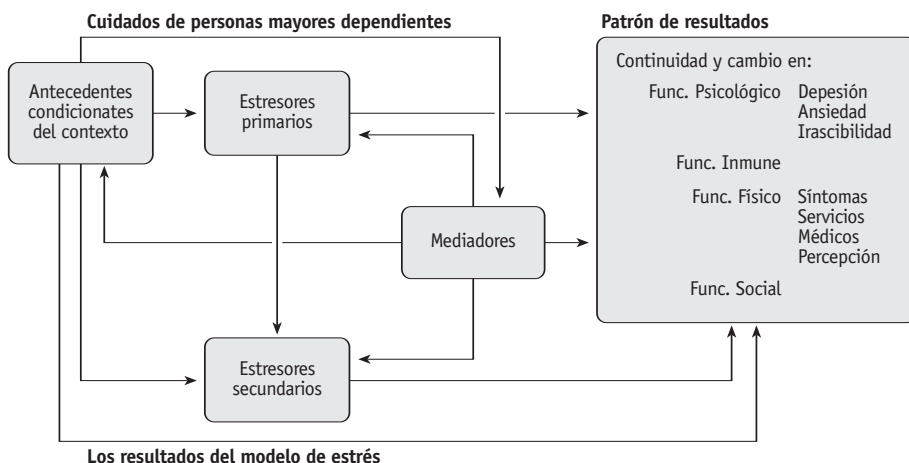 Cuidados de personas mayores dependientes
Patrón de resultados
Antecedentes
condicionates
del contexto
Estresores
primarios
Mediadores
Estresores
secundarios
Continuidad y cambio en:
Func. Psicológico Depesión
Ansiedad
Irascibilidad
Func. Inmune
Func. Físico Síntomas
Servicios
Médicos
Percepción
Func. Social
Los resultados del modelo de estrés